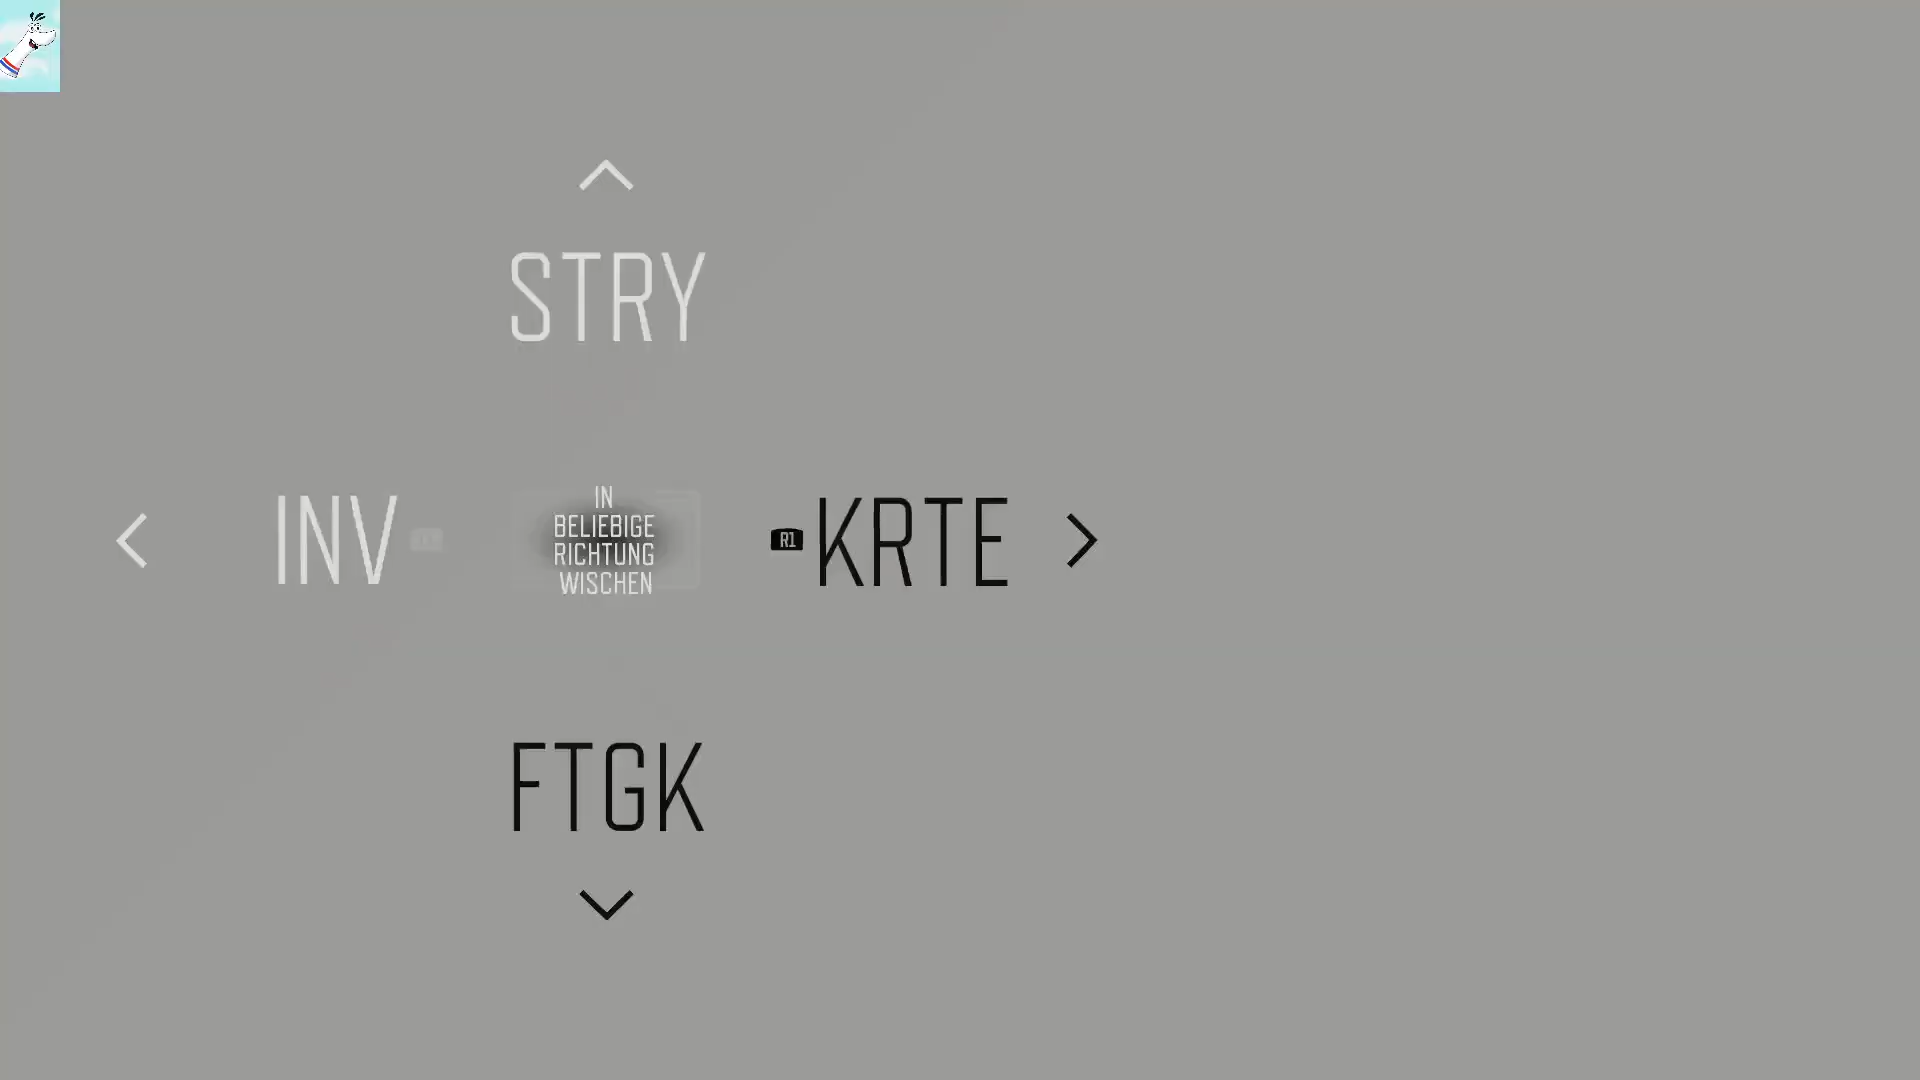 STRY
INV
IN
BELIEBIGE
RICHTUNG
WISCHEN
R1 KRTE
FTGK